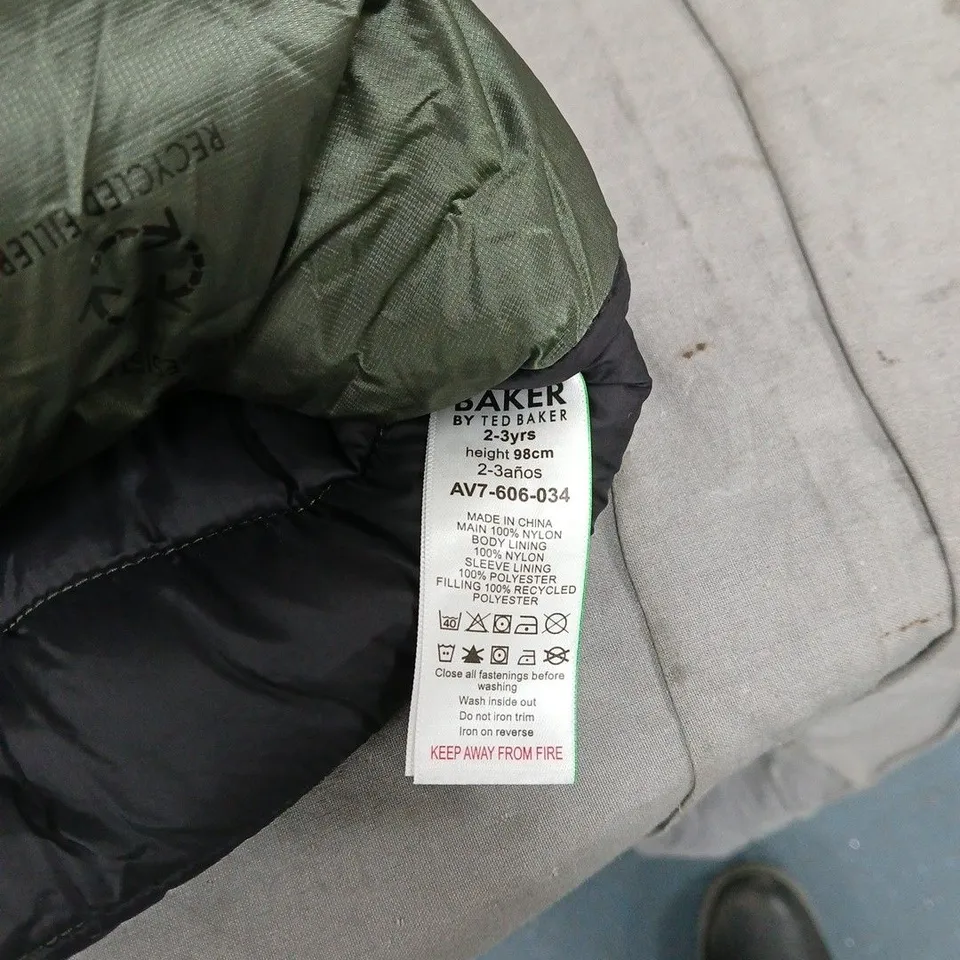 RECYCLED FILLER
BAKER
BY TED BAKER
2-3yrs
height 98cm
2-3años
AV7-606-034
MADE IN CHINA
MAIN 100% NYLON
BODY LINING
100% NYLON
SLEEVE LINING
100% POLYESTER
FILLING 100% RECYCLED
POLYESTER
40
Close all fastenings before
washing
Wash inside out
Do not iron trim
Iron on reverse
KEEP AWAY FROM FIRE